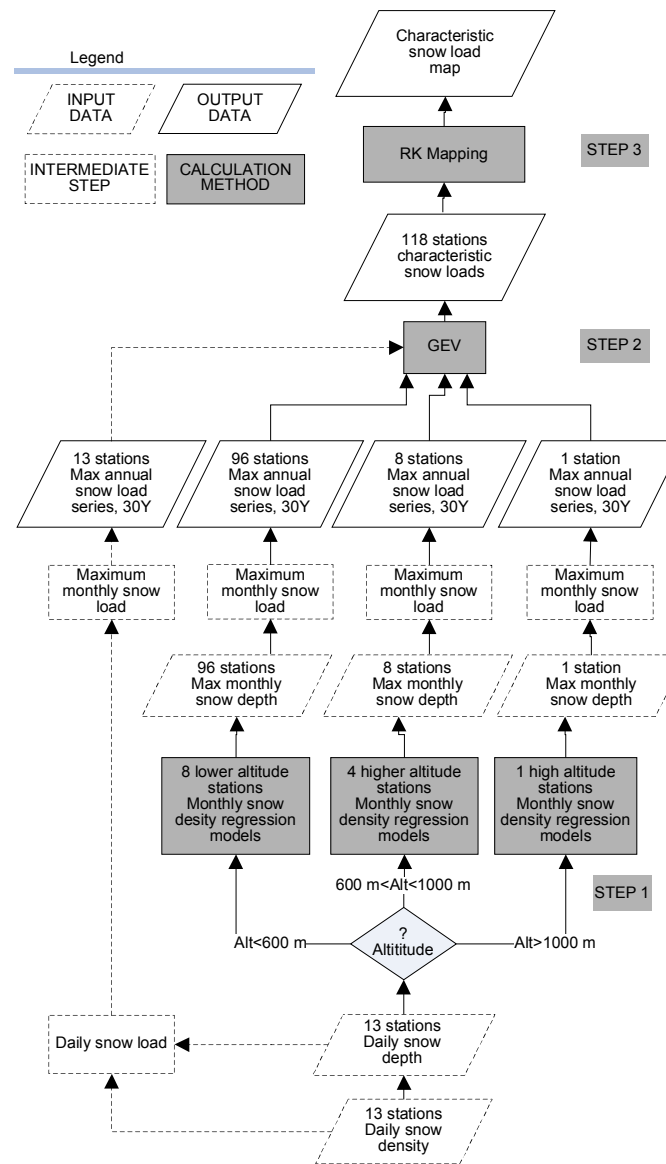 Legend
INPUT
DATA
OUTPUT
DATA
INTERMEDIATE
STEP
CALCULATION
METHOD
Characteristic
snow load
map
RK Mapping
STEP 3
118 stations
characteristic
snow loads
GEV
STEP 2
13 stations
Max annual
snow load
series, 30Y
96 stations
Max annual
snow load
series, 30Y
8 stations
Max annual
snow load
series, 30Y
1 station
Max annual
snow load
series, 30Y
Maximum
monthly snow
load
Maximum
monthly snow
load
Maximum
monthly snow
load
Maximum
monthly snow
load
96 stations
Max monthly
snow depth
8 stations
Max monthly
snow depth
1 station
Max monthly
snow depth
8 lower altitude
stations
Monthly snow
desity regression
models
4 higher altitude
stations
Monthly snow
density regression
models
1 high altitude
stations
Monthly snow
density regression
models
600 m<Alt<1000 m
STEP 1
Alt<600 m
?
Altititude
Alt>1000 m
Daily snow load
13 stations
Daily snow
depth
13 stations
Daily snow
density